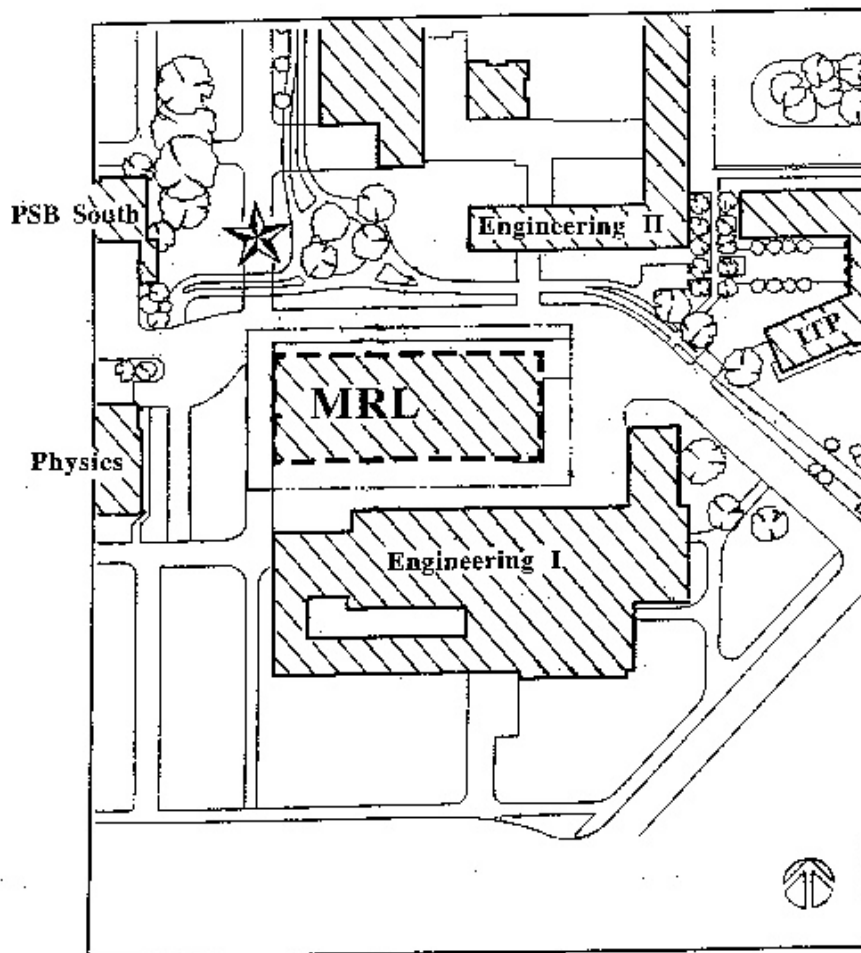 PSB South
Engineering II
ITP
MRL
Physics
Engineering I